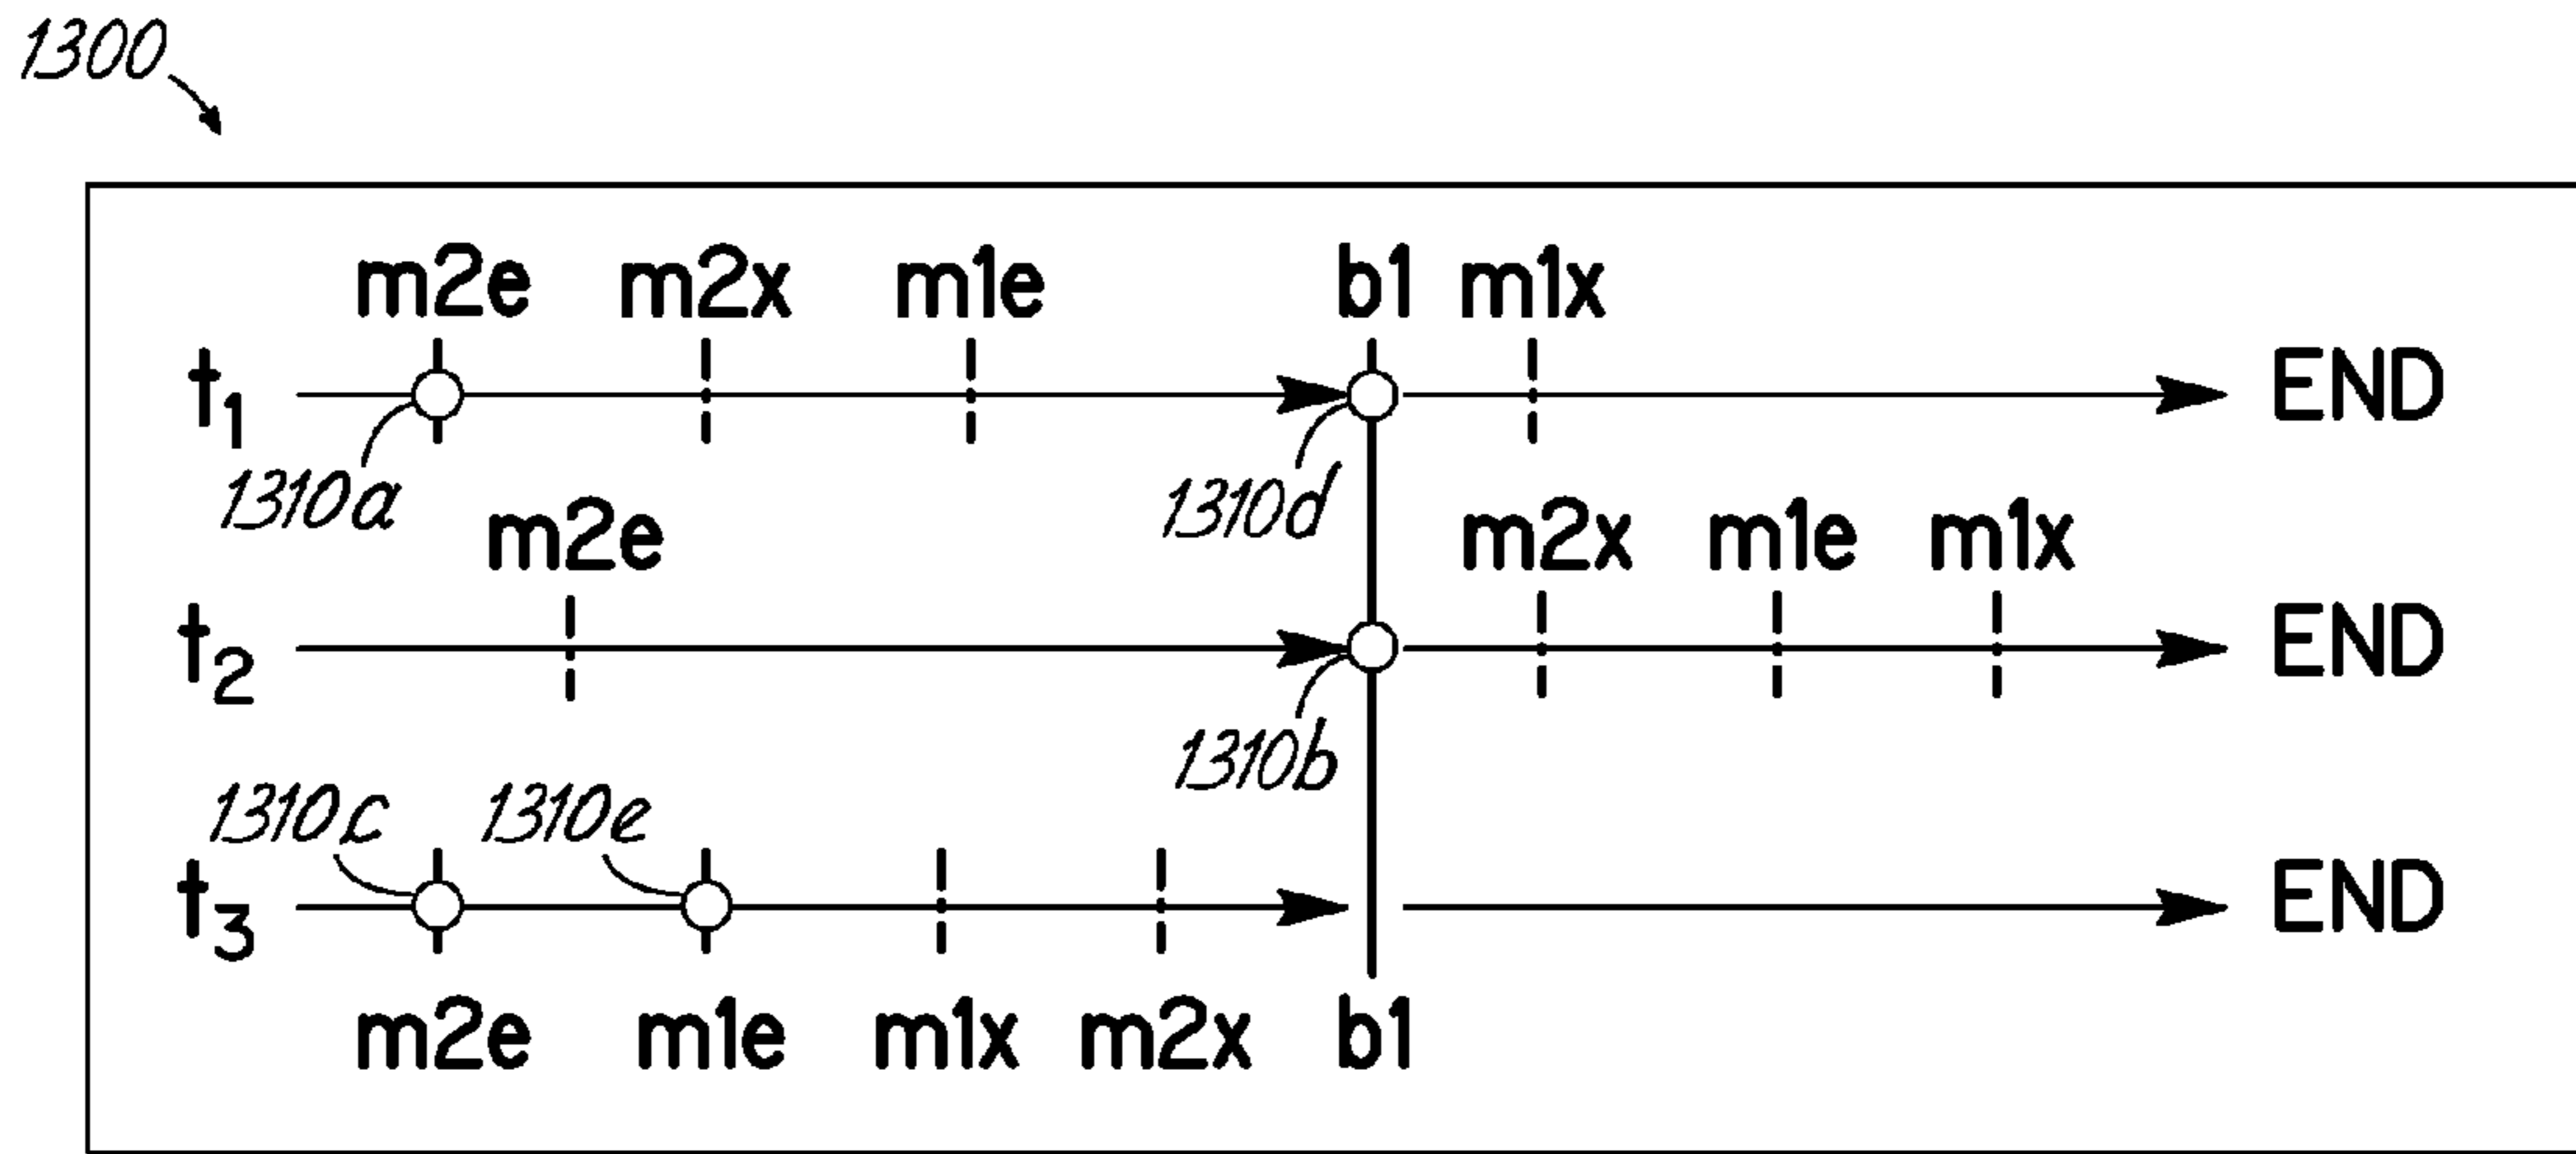 1300
m2e m2x m1e b1 m1x
t1 END
1310a 1310d
m2e m2x m1e m1x
t2 END
1310b
1310c 1310e
t3 END
m2e m1e m1x m2x b1